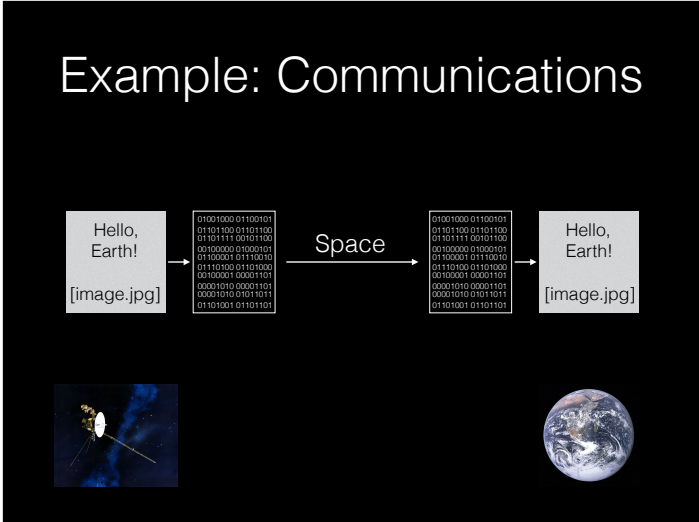 Example: Communications
Hello,
Earth!
[image.jpg]
01001000 01100101
01101100 01101100
01101111 00101100
00100000 01000101
01100001 01110010
01110100 01101000
00100001 00001101
00001010 00001101
00001010 01011011
01101001 01101101
Space
01001000 01100101
01101100 01101100
01101111 00101100
00100000 01000101
01100001 01110010
01110100 01101000
00100001 00001101
00001010 00001101
00001010 01011011
01101001 01101101
Hello,
Earth!
[image.jpg]